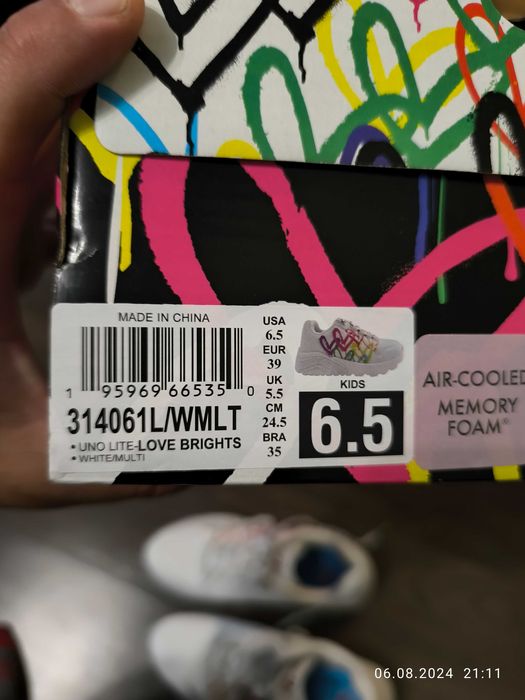 MADE IN CHINA
1 95969 66535 0
314061L/WMLT
• UNO LITE-LOVE BRIGHTS
• WHITE/MULTI
USA
6.5
EUR
39
UK
5.5
CM
24.5
BRA
35
KIDS
6.5
AIR-COOLED
MEMORY
FOAM®
06.08.2024 21:11